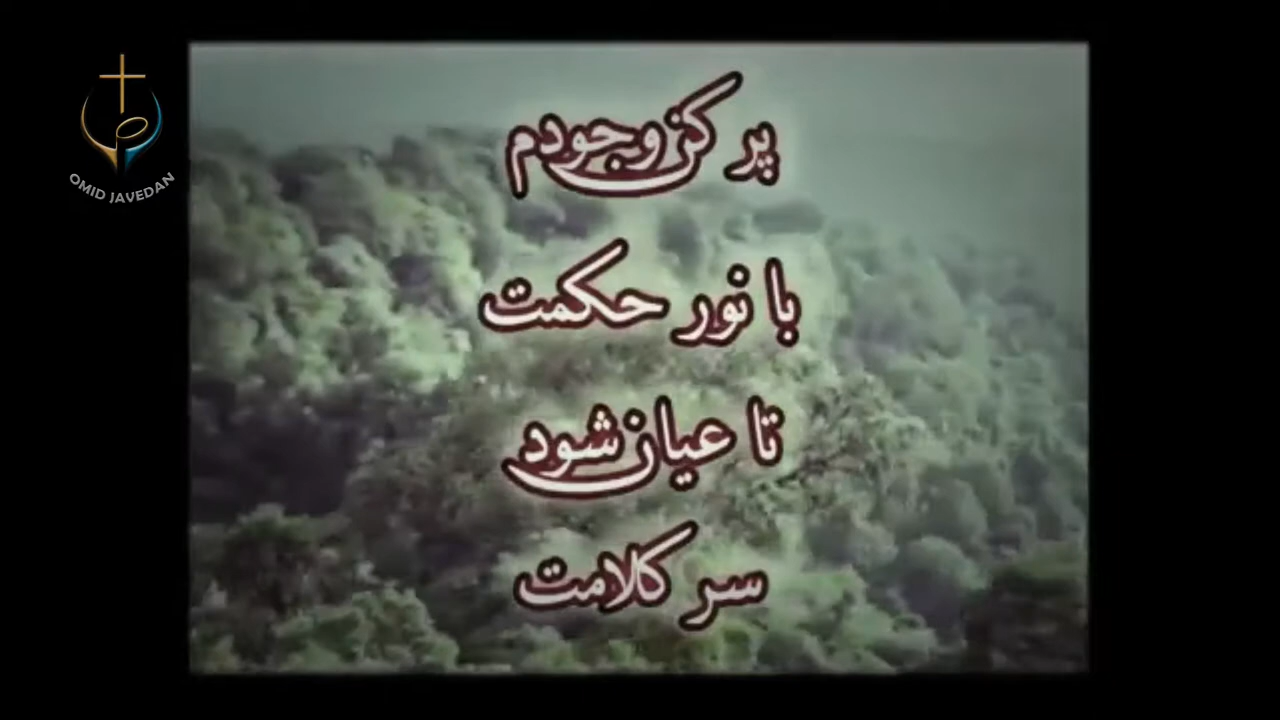 OMID JAVEDAN
پر کن وجودم
با نور حکمت
تا عیان شود
سر کلامت